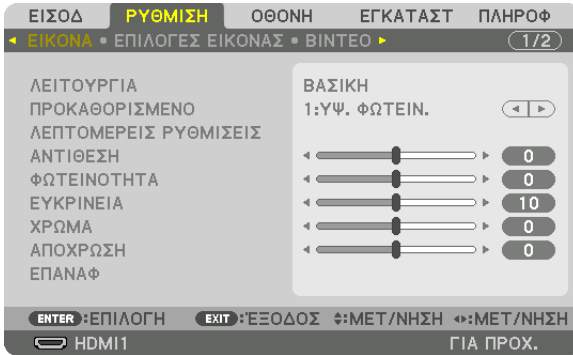 ΕΙΣΟΔ ΡΥΘΜΙΣΗ ΟΘΟΝΗ ΕΓΚΑΤΑΣΤ ΠΛΗΡΟΦ
ΕΙΚΟΝΑ • ΕΠΙΛΟΓΕΣ ΕΙΚΟΝΑΣ • ΒΙΝΤΕΟ 1/2
ΛΕΙΤΟΥΡΓΙΑ ΒΑΣΙΚΗ
ΠΡΟΚΑΘΟΡΙΣΜΕΝΟ 1:ΥΨ. ΦΩΤΕΙΝ.
ΛΕΠΤΟΜΕΡΕΙΣ ΡΥΘΜΙΣΕΙΣ
ΑΝΤΙΘΕΣΗ 0
ΦΩΤΕΙΝΟΤΗΤΑ 0
ΕΥΚΡΙΝΕΙΑ 10
ΧΡΩΜΑ 0
ΑΠΟΧΡΩΣΗ 0
ΕΠΑΝΑΦ
ENTER :ΕΠΙΛΟΓΗ EXIT :ΈΞΟΔΟΣ :ΜΕΤ/ΝΗΣΗ :ΜΕΤ/ΝΗΣΗ
HDMI1 ΓΙΑ ΠΡΟΧ.